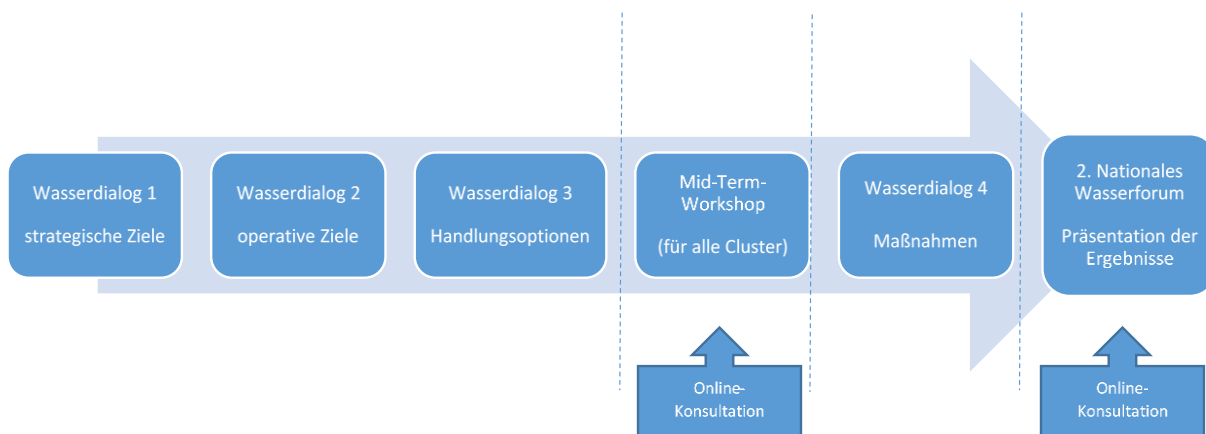 Wasserdialog 1
strategische Ziele
Wasserdialog 2
operative Ziele
Wasserdialog 3
Handlungsoptionen
Mid-Term-
Workshop
(für alle Cluster)
Wasserdialog 4
Maßnahmen
2. Nationales
Wasserforum
Präsentation der
Ergebnisse
Online-
Konsultation
Online-
Konsultation